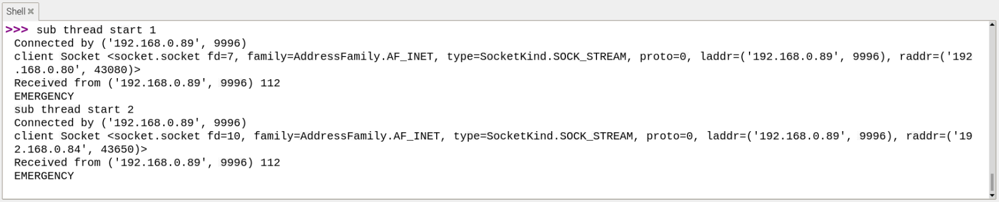 Shell
>>> sub thread start 1
Connected by ('192.168.0.89', 9996)
client Socket <socket.socket fd=7, family=AddressFamily.AF_INET, type=SocketKind.SOCK_STREAM, proto=0, laddr=('192.168.0.89', 9996), raddr=('192
.168.0.80', 43080)>
Received from ('192.168.0.89', 9996) 112
EMERGENCY
sub thread start 2
Connected by ('192.168.0.89', 9996)
client Socket <socket.socket fd=10, family=AddressFamily.AF_INET, type=SocketKind.SOCK_STREAM, proto=0, laddr=('192.168.0.89', 9996), raddr=('19
2.168.0.84', 43650)>
Received from ('192.168.0.89', 9996) 112
EMERGENCY